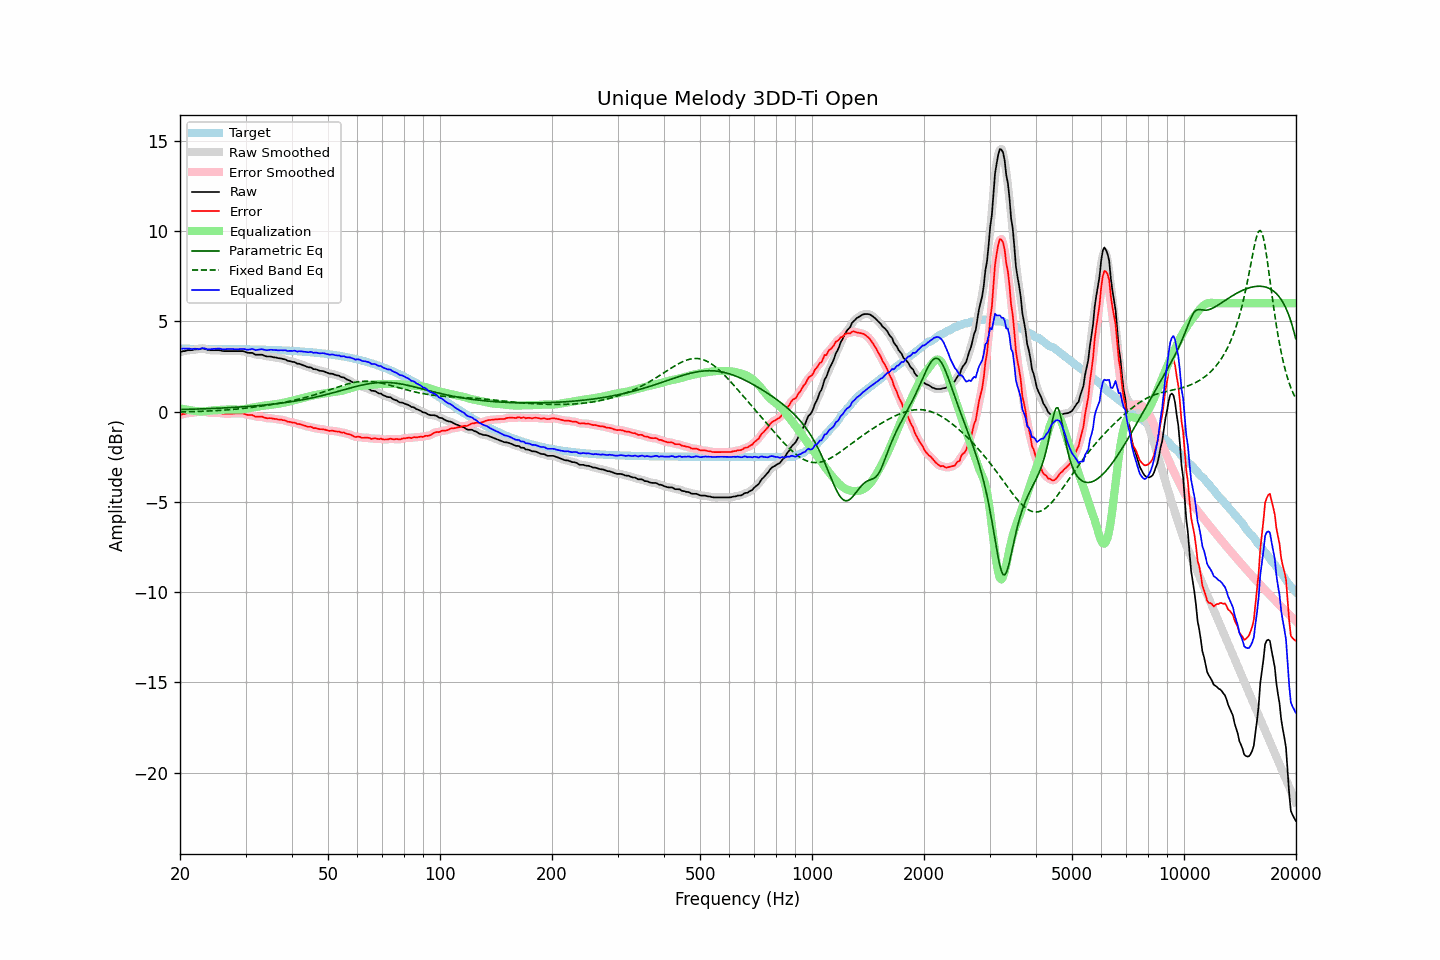 Unique Melody 3DD-Ti Open
Target
Raw Smoothed
Error Smoothed
Raw
Error
Equalization
Parametric Eq
Fixed Band Eq
Equalized
Amplitude (dBr)
15
10
5
0
−5
−10
−15
−20
20 50 100 200 500 1000 2000 5000 10000 20000
Frequency (Hz)